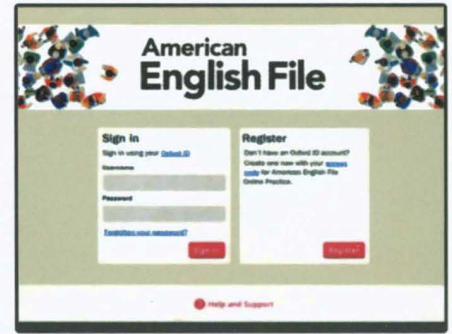 American
English File
Sign in
Sign in using your Oxford ID
Username
Password
Forgotten your password?
Sign in
Register
Don't have an Oxford ID account?
Create one now with your access
code for American English File
Online Practice.
Register
Help and Support